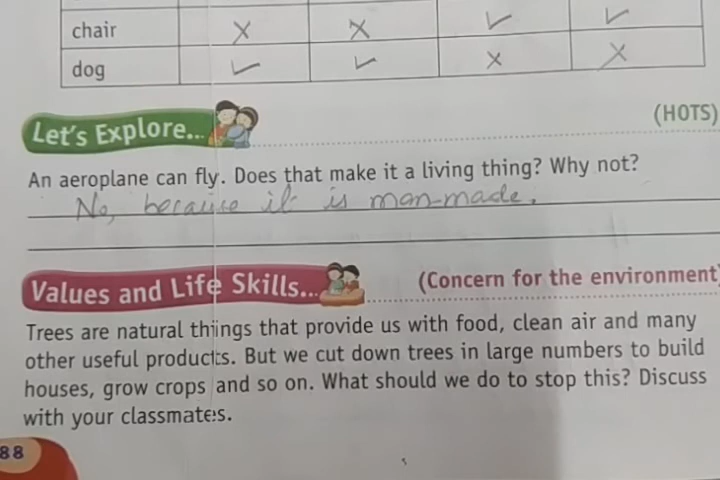 chair X X ✓ ✓
dog ✓ ✓ X X
Let's Explore...
(HOTS)
An aeroplane can fly. Does that make it a living thing? Why not?
No, because it is man-made.
Values and Life Skills...
(Concern for the environment)
Trees are natural things that provide us with food, clean air and many
other useful products. But we cut down trees in large numbers to build
houses, grow crops and so on. What should we do to stop this? Discuss
with your classmates.
88